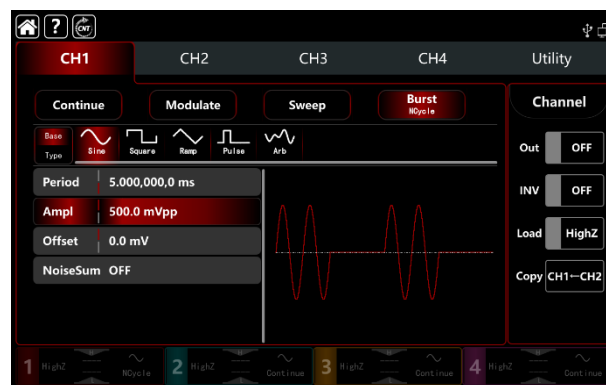 ? CNT
CH1 CH2 CH3 CH4 Utility
Continue Modulate Sweep Burst Channel
NCycle
Base
Type Sine Square Ramp Pulse Arb
Out OFF
Period 5.000,000,0 ms
INV OFF
Ampl 500.0 mVpp
Load HighZ
Offset 0.0 mV
NoiseSum OFF
Copy CH1←CH2
1 HighZ NCycle 2 HighZ Continue 3 HighZ Continue 4 HighZ Continue